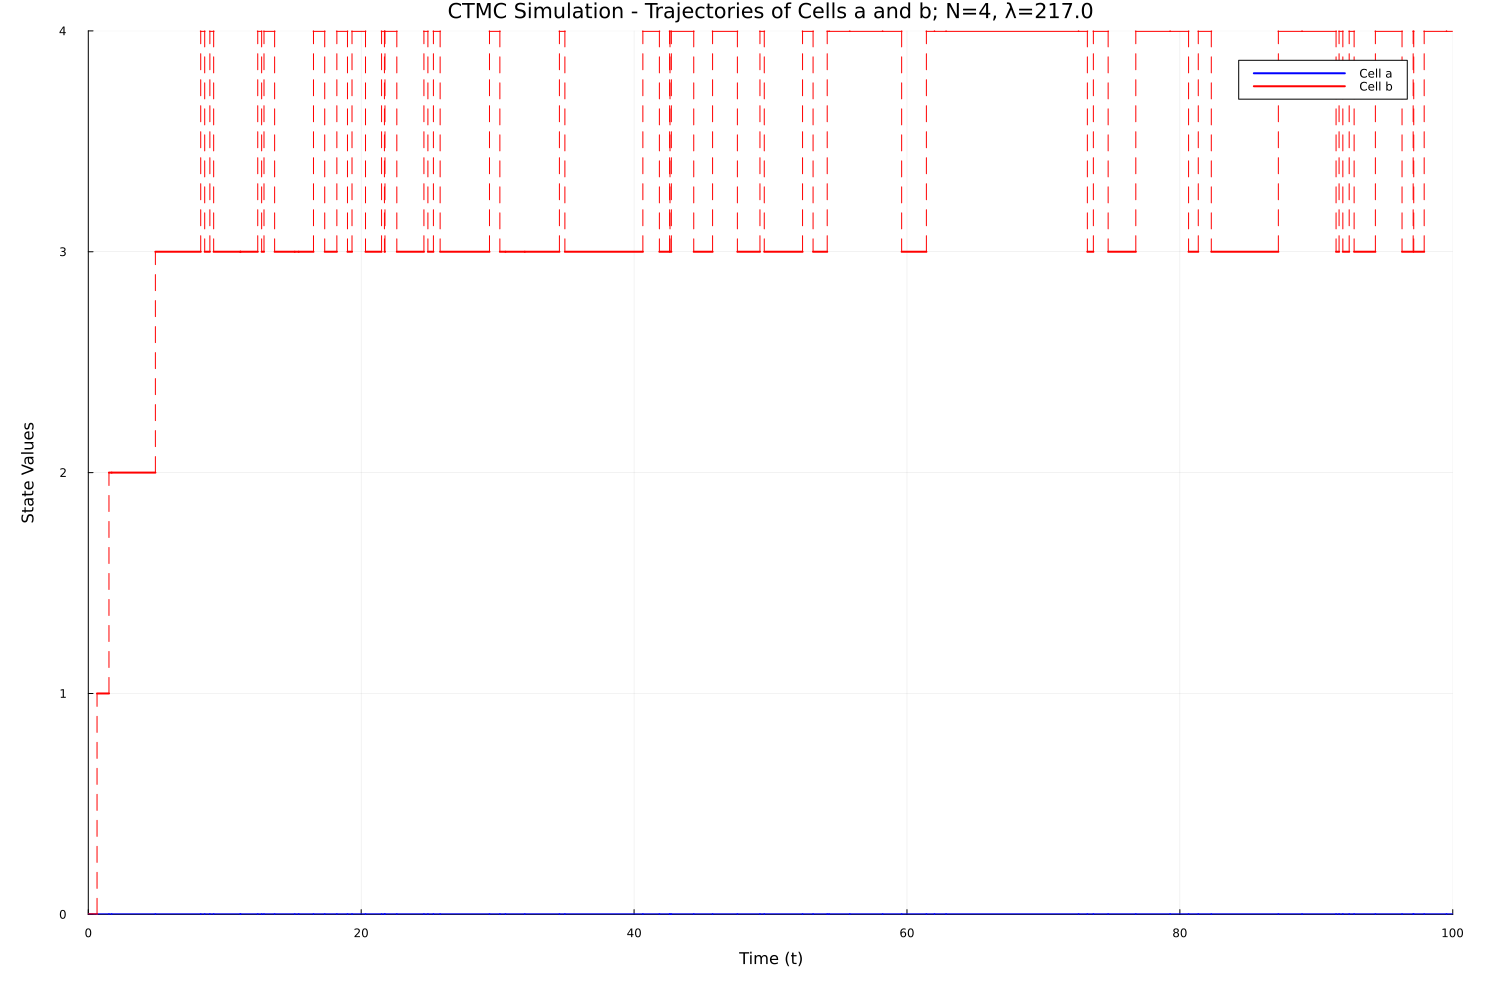 CTMC Simulation - Trajectories of Cells a and b; N=4, λ=217.0
4
Cell a
Cell b
3
State Values
2
1
0
0 20 40 60 80 100
Time (t)